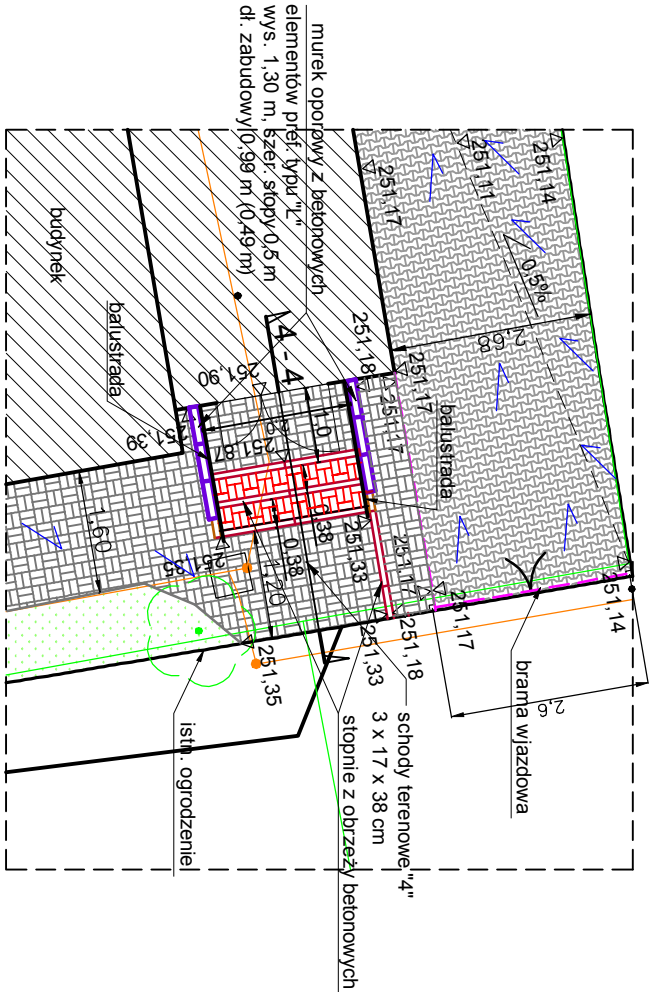 murek oporowy z betonowych
elementów pref. typu "L"
wys. 1,30 m, szer. stopy 0,5 m
dł. zabudowy 0,99 m (0,49 m)
budynek
balustrada
balustrada
brama wjazdowa
schody terenowe "4"
3 x 17 x 38 cm
stopnie z obrzeży betonowych
istn. ogrodzenie
4 - 4
251,14
251,11
251,17
0,5%
2,68
251,18
251,17
251,17
251,90
251,87
251,39
1,0
0,38
0,38
1,20
1,60
251,33
251,17
251,17
251,14
251,18
251,33
251,35
2,6